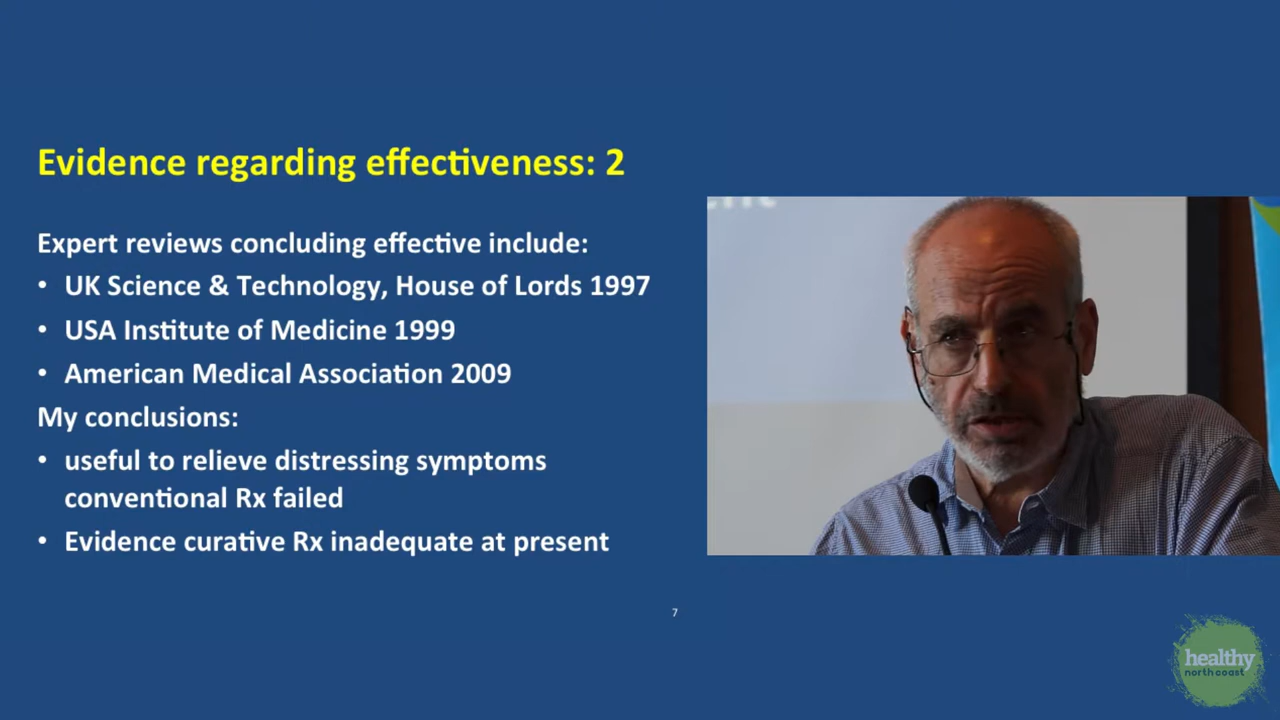 Evidence regarding effectiveness: 2
Expert reviews concluding effective include:
• UK Science & Technology, House of Lords 1997
• USA Institute of Medicine 1999
• American Medical Association 2009
My conclusions:
• useful to relieve distressing symptoms
conventional Rx failed
• Evidence curative Rx inadequate at present
7
healthy
north coast